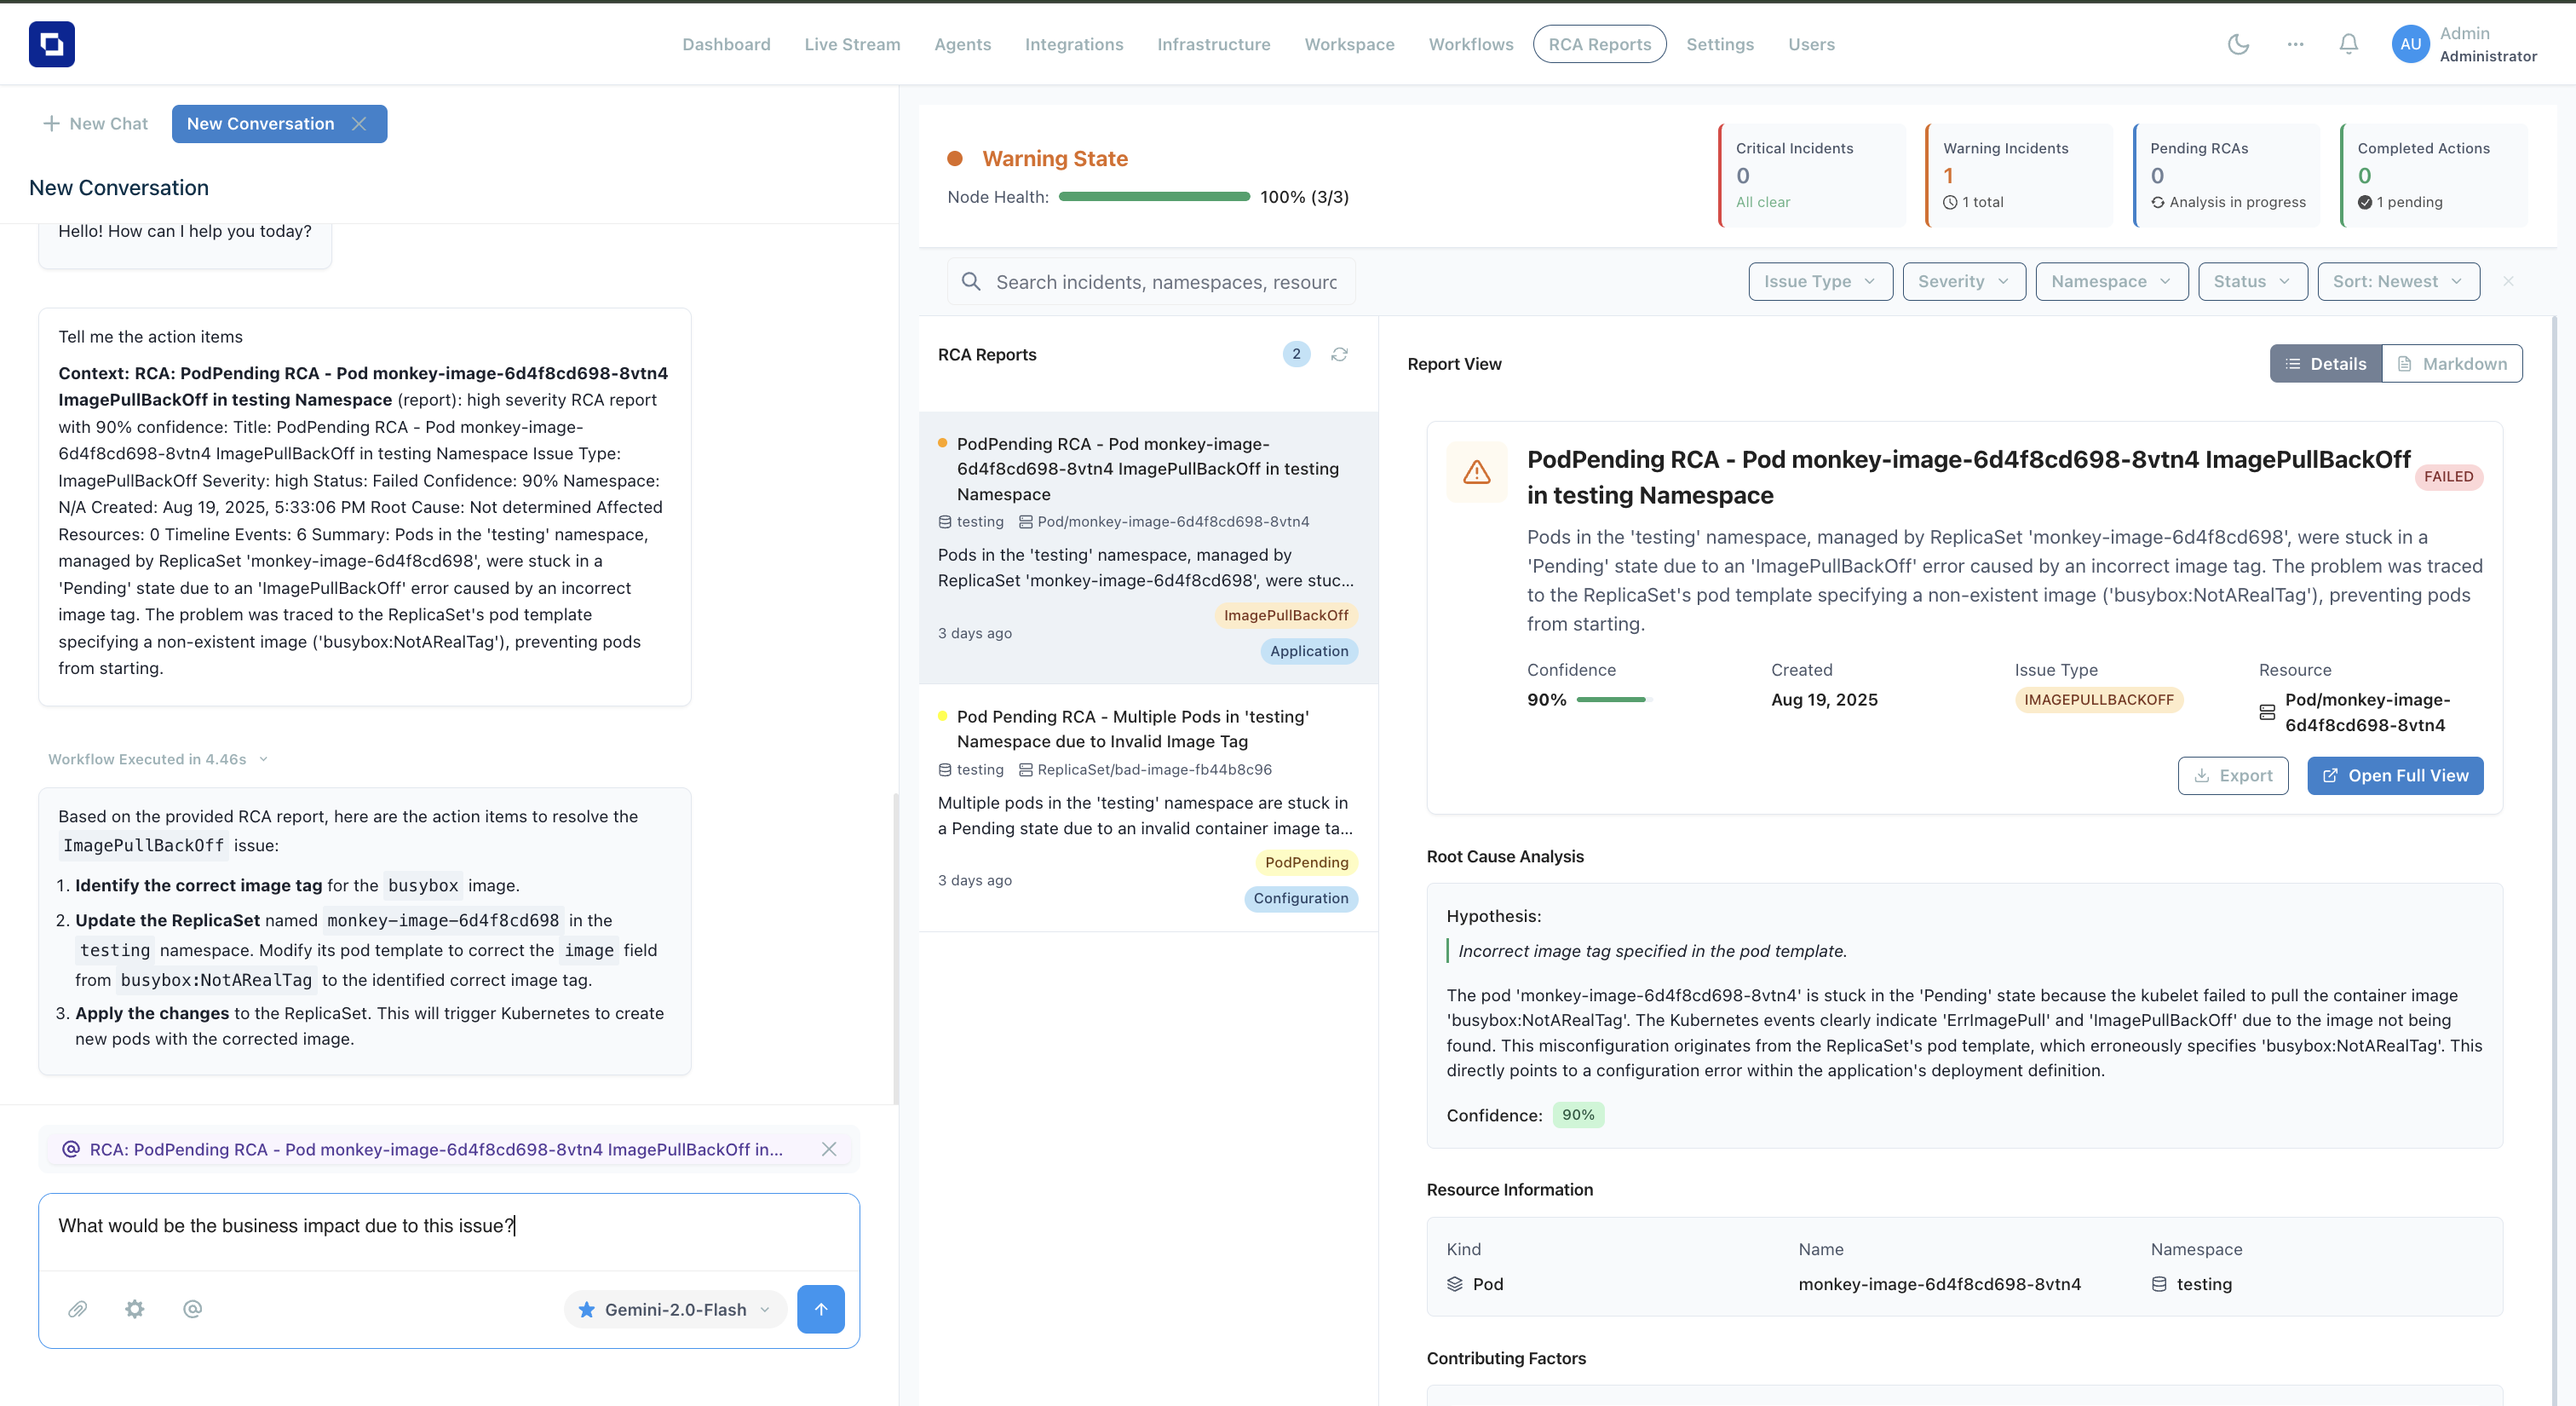 Dashboard
Live Stream
Agents
Integrations
Infrastructure
Workspace
Workflows
RCA Reports
Settings
Users
AU
Admin
Administrator
New Chat
New Conversation
New Conversation
Hello! How can I help you today?
Tell me the action items
Context: RCA: PodPending RCA - Pod monkey-image-6d4f8cd698-8vtn4
ImagePullBackOff in testing Namespace (report): high severity RCA report
with 90% confidence: Title: PodPending RCA - Pod monkey-image-
6d4f8cd698-8vtn4 ImagePullBackOff in testing Namespace Issue Type:
ImagePullBackOff Severity: high Status: Failed Confidence: 90% Namespace:
N/A Created: Aug 19, 2025, 5:33:06 PM Root Cause: Not determined Affected
Resources: 0 Timeline Events: 6 Summary: Pods in the 'testing' namespace,
managed by ReplicaSet 'monkey-image-6d4f8cd698', were stuck in a
'Pending' state due to an 'ImagePullBackOff' error caused by an incorrect
image tag. The problem was traced to the ReplicaSet's pod template
specifying a non-existent image ('busybox:NotARealTag'), preventing pods
from starting.
Workflow Executed in 4.46s
Based on the provided RCA report, here are the action items to resolve the
ImagePullBackOff issue:
1. Identify the correct image tag for the busybox image.
2. Update the ReplicaSet named monkey-image-6d4f8cd698 in the
testing namespace. Modify its pod template to correct the image field
from busybox:NotARealTag to the identified correct image tag.
3. Apply the changes to the ReplicaSet. This will trigger Kubernetes to create
new pods with the corrected image.
RCA: PodPending RCA - Pod monkey-image-6d4f8cd698-8vtn4 ImagePullBackOff in...
What would be the business impact due to this issue?
Gemini-2.0-Flash
Warning State
Node Health: 100% (3/3)
Critical Incidents
0
All clear
Warning Incidents
1
1 total
Pending RCAs
0
Analysis in progress
Completed Actions
0
1 pending
Search incidents, namespaces, resourc
Issue Type
Severity
Namespace
Status
Sort: Newest
RCA Reports
2
PodPending RCA - Pod monkey-image-
6d4f8cd698-8vtn4 ImagePullBackOff in testing
Namespace
testing Pod/monkey-image-6d4f8cd698-8vtn4
Pods in the 'testing' namespace, managed by
ReplicaSet 'monkey-image-6d4f8cd698', were stuc...
3 days ago
ImagePullBackOff
Application
Pod Pending RCA - Multiple Pods in 'testing'
Namespace due to Invalid Image Tag
testing ReplicaSet/bad-image-fb44b8c96
Multiple pods in the 'testing' namespace are stuck in
a Pending state due to an invalid container image ta...
3 days ago
PodPending
Configuration
Report View
Details
Markdown
PodPending RCA - Pod monkey-image-6d4f8cd698-8vtn4 ImagePullBackOff
in testing Namespace
FAILED
Pods in the 'testing' namespace, managed by ReplicaSet 'monkey-image-6d4f8cd698', were stuck in a
'Pending' state due to an 'ImagePullBackOff' error caused by an incorrect image tag. The problem was traced
to the ReplicaSet's pod template specifying a non-existent image ('busybox:NotARealTag'), preventing pods
from starting.
Confidence
90%
Created
Aug 19, 2025
Issue Type
IMAGEPULLBACKOFF
Resource
Pod/monkey-image-
6d4f8cd698-8vtn4
Export
Open Full View
Root Cause Analysis
Hypothesis:
Incorrect image tag specified in the pod template.
The pod 'monkey-image-6d4f8cd698-8vtn4' is stuck in the 'Pending' state because the kubelet failed to pull the container image
'busybox:NotARealTag'. The Kubernetes events clearly indicate 'ErrImagePull' and 'ImagePullBackOff' due to the image not being
found. This misconfiguration originates from the ReplicaSet's pod template, which erroneously specifies 'busybox:NotARealTag'. This
directly points to a configuration error within the application's deployment definition.
Confidence: 90%
Resource Information
Kind
Pod
Name
monkey-image-6d4f8cd698-8vtn4
Namespace
testing
Contributing Factors